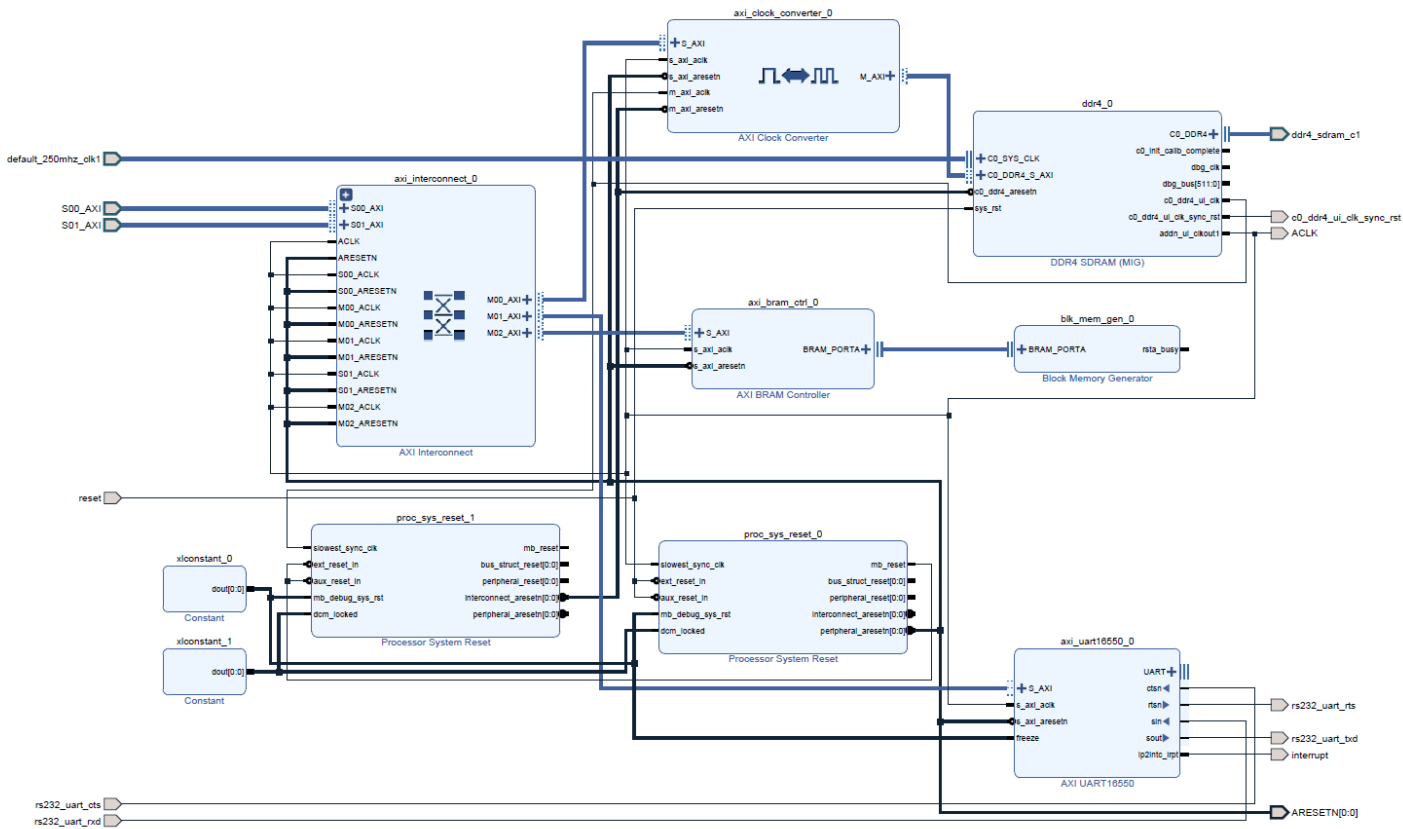 axi_clock_converter_0
S_AXI
s_axi_aclk
s_axi_aresetn
m_axi_aclk
m_axi_aresetn
M_AXI
AXI Clock Converter
ddr4_0
C0_SYS_CLK
C0_DDR4_S_AXI
c0_ddr4_aresetn
sys_rst
C0_DDR4
c0_init_calib_complete
dbg_clk
dbg_bus[511:0]
c0_ddr4_ui_clk
c0_ddr4_ui_clk_sync_rst
addn_ui_clkout1
DDR4 SDRAM (MIG)
ddr4_sdram_c1
c0_ddr4_ui_clk_sync_rst
ACLK
default_250mhz_clk1
S00_AXI
S01_AXI
axi_interconnect_0
S00_AXI
S01_AXI
ACLK
ARESETN
S00_ACLK
S00_ARESETN
M00_ACLK
M00_ARESETN
M01_ACLK
M01_ARESETN
S01_ACLK
S01_ARESETN
M02_ACLK
M02_ARESETN
M00_AXI
M01_AXI
M02_AXI
AXI Interconnect
axi_bram_ctrl_0
S_AXI
s_axi_aclk
s_axi_aresetn
BRAM_PORTA
AXI BRAM Controller
blk_mem_gen_0
BRAM_PORTA
rsta_busy
Block Memory Generator
reset
proc_sys_reset_1
slowest_sync_clk
ext_reset_in
aux_reset_in
mb_debug_sys_rst
dcm_locked
mb_reset
bus_struct_reset[0:0]
peripheral_reset[0:0]
interconnect_aresetn[0:0]
peripheral_aresetn[0:0]
Processor System Reset
proc_sys_reset_0
slowest_sync_clk
ext_reset_in
aux_reset_in
mb_debug_sys_rst
dcm_locked
mb_reset
bus_struct_reset[0:0]
peripheral_reset[0:0]
interconnect_aresetn[0:0]
peripheral_aresetn[0:0]
Processor System Reset
xlconstant_0
dout[0:0]
Constant
xlconstant_1
dout[0:0]
Constant
axi_uart16550_0
S_AXI
s_axi_aclk
s_axi_aresetn
freeze
UART
ctsn
rtsn
sin
sout
ip2intc_irpt
AXI UART16550
rs232_uart_rts
rs232_uart_txd
interrupt
rs232_uart_cts
rs232_uart_rxd
ARESETN[0:0]